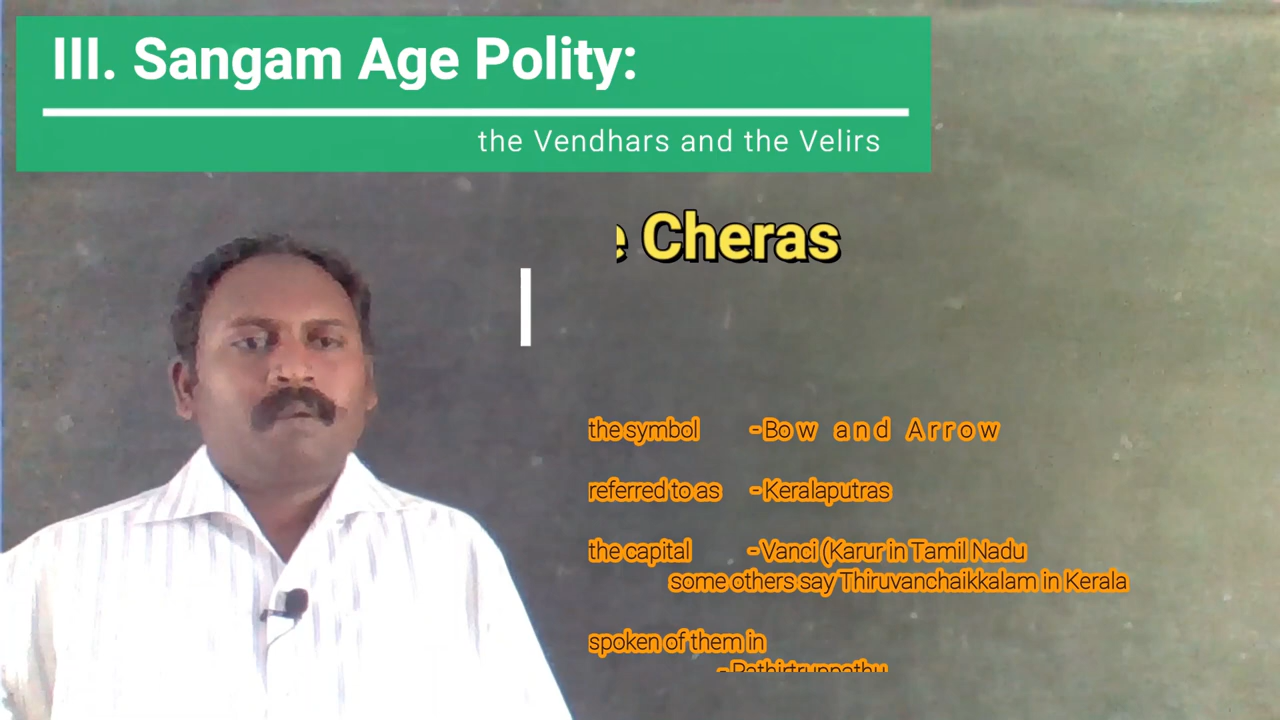 III. Sangam Age Polity:
the Vendhars and the Velirs
e Cheras
the symbol - Bow and Arrow
referred to as - Keralaputras
the capital - Vanci (Karur in Tamil Nadu
some others say Thiruvanchaikkalam in Kerala
spoken of them in
- Pathirtruppathu